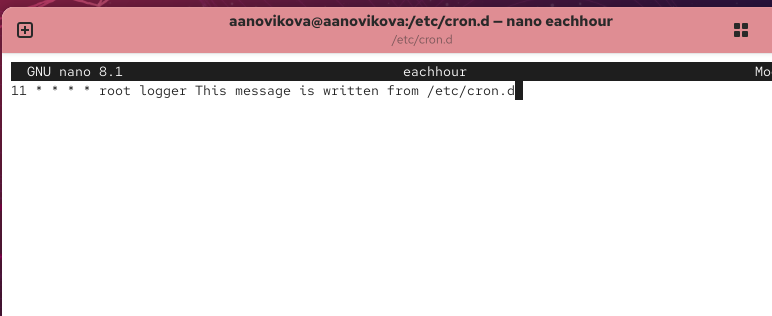 aanovikova@aanovikova:/etc/cron.d — nano eachhour
/etc/cron.d
GNU nano 8.1 eachhour Mo
11 * * * * root logger This message is written from /etc/cron.d